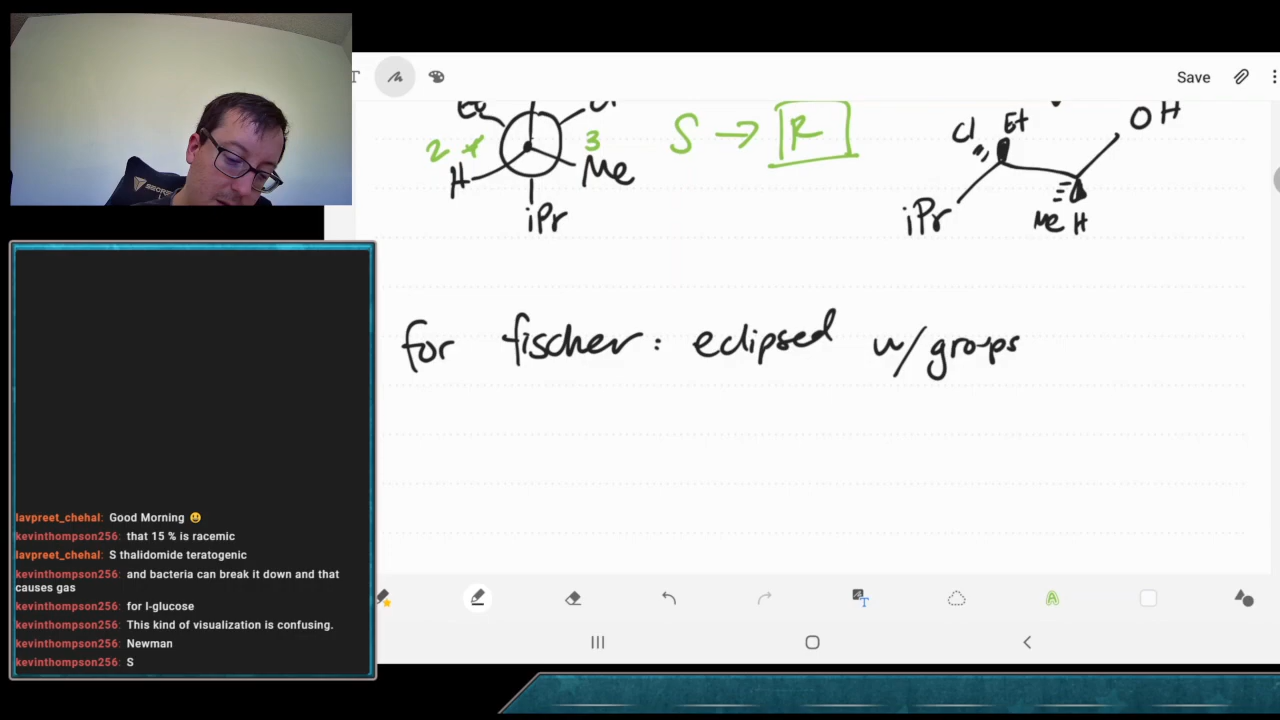 T
Save
Et
Cl
S → R
2
3
H
Me
iPr
Cl Et
OH
iPr
Me H
for fischer: eclipsed w/groups
SECRET
lavpreet_chehal: Good Morning 😃
kevinthompson256: that 15 % is racemic
lavpreet_chehal: S thalidomide teratogenic
kevinthompson256: and bacteria can break it down and that
causes gas
kevinthompson256: for l-glucose
kevinthompson256: This kind of visualization is confusing.
kevinthompson256: Newman
kevinthompson256: S
T
A